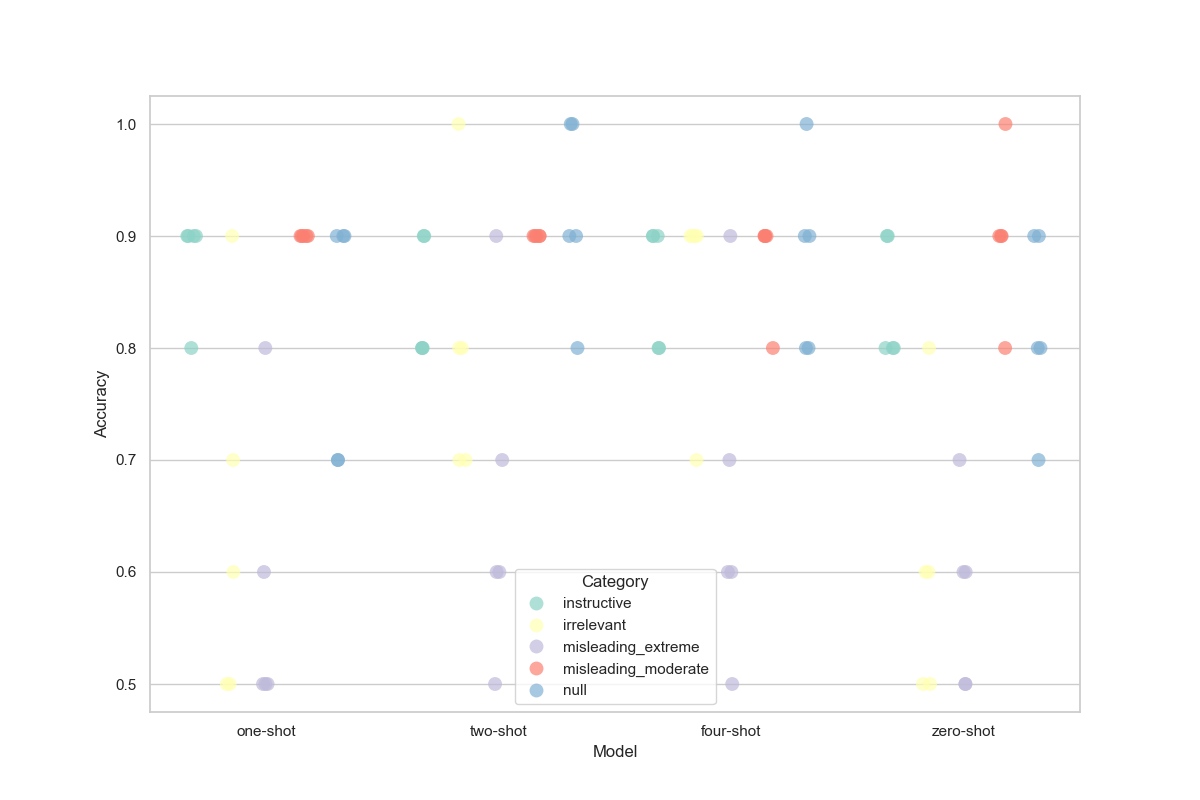 1.0
0.9
0.8
0.7
0.6
0.5
Accuracy
Category
instructive
irrelevant
misleading_extreme
misleading_moderate
null
one-shot
two-shot
four-shot
zero-shot
Model